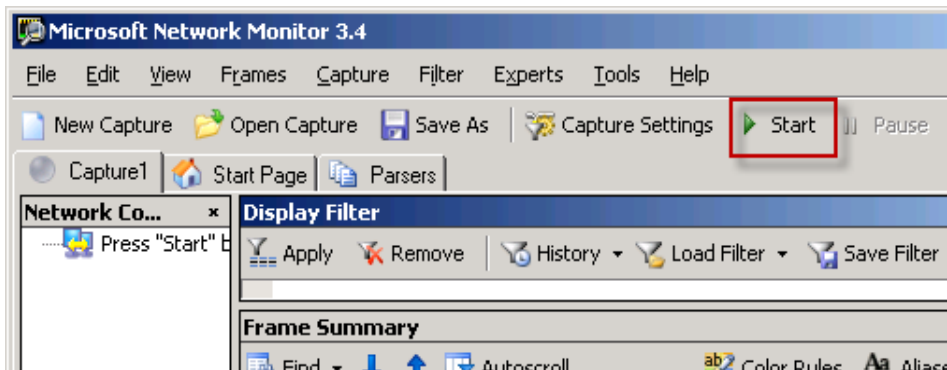 Microsoft Network Monitor 3.4
File Edit View Frames Capture Filter Experts Tools Help
New Capture Open Capture Save As Capture Settings Start Pause
Capture1 Start Page Parsers
Network Co... × Display Filter
Press "Start" b Apply Remove History Load Filter Save Filter
Frame Summary
Find Autoscroll Color Rules Aliase